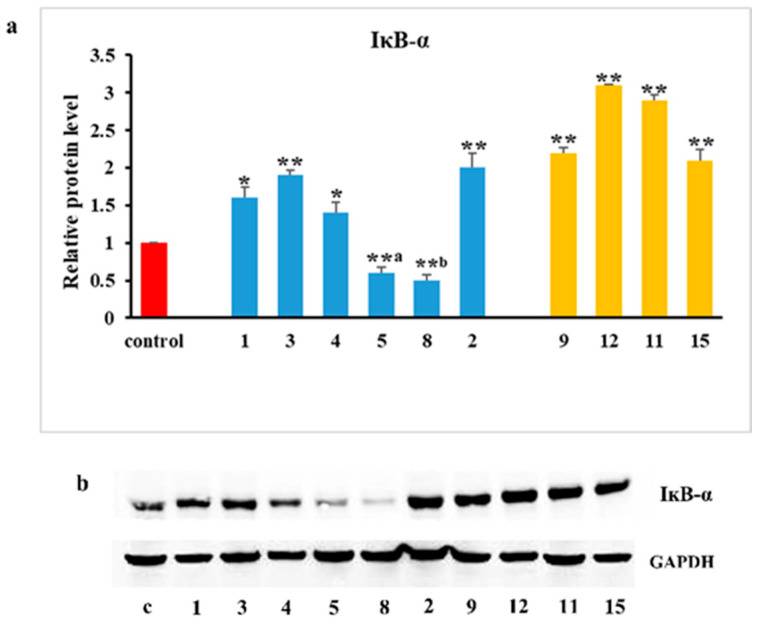 a
IκB-α
Relative protein level
3.5
3
2.5
2
1.5
1
0.5
0
* ** * **a **b ** ** ** ** **
control 1 3 4 5 8 2 9 12 11 15
b
IκB-α
GAPDH
c 1 3 4 5 8 2 9 12 11 15